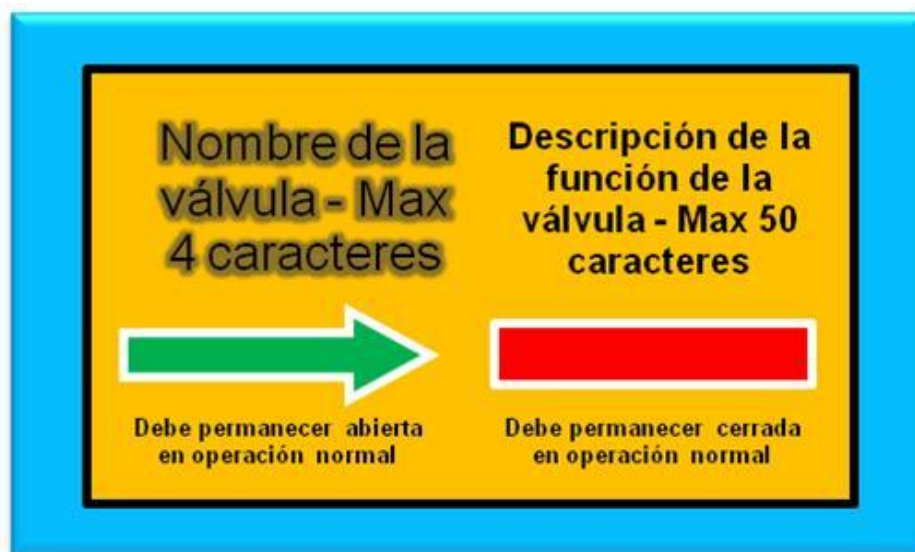 Nombre de la
válvula - Max
4 caracteres
Descripción de la
función de la
válvula - Max 50
caracteres
Debe permanecer abierta
en operación normal
Debe permanecer cerrada
en operación normal